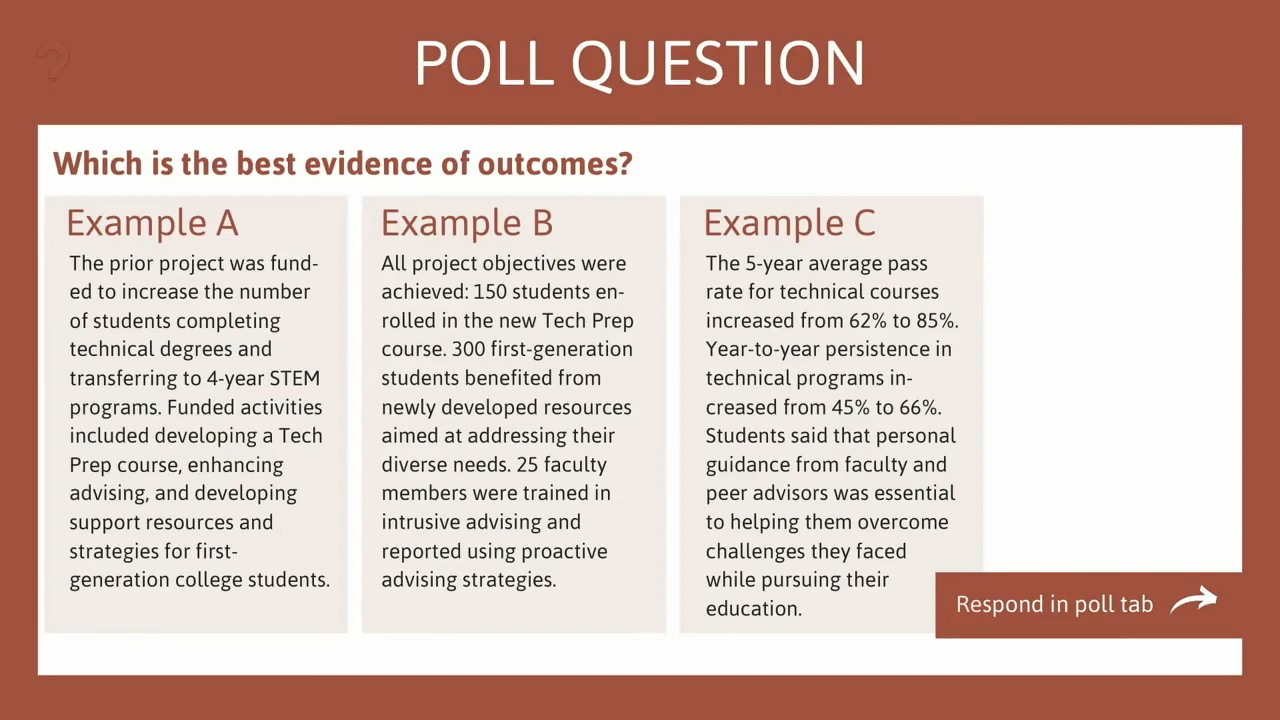 ?
POLL QUESTION
Which is the best evidence of outcomes?
Example A
The prior project was fund-
ed to increase the number
of students completing
technical degrees and
transferring to 4-year STEM
programs. Funded activities
included developing a Tech
Prep course, enhancing
advising, and developing
support resources and
strategies for first-
generation college students.
Example B
All project objectives were
achieved: 150 students en-
rolled in the new Tech Prep
course. 300 first-generation
students benefited from
newly developed resources
aimed at addressing their
diverse needs. 25 faculty
members were trained in
intrusive advising and
reported using proactive
advising strategies.
Example C
The 5-year average pass
rate for technical courses
increased from 62% to 85%.
Year-to-year persistence in
technical programs in-
creased from 45% to 66%.
Students said that personal
guidance from faculty and
peer advisors was essential
to helping them overcome
challenges they faced
while pursuing their
education.
Respond in poll tab